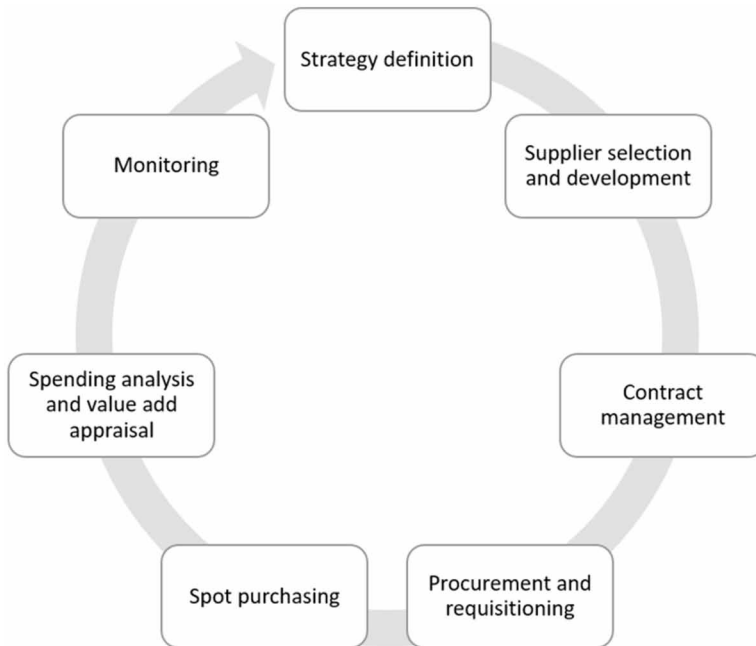 Strategy definition
Supplier selection
and development
Contract
management
Procurement and
requisitioning
Spot purchasing
Spending analysis
and value add
appraisal
Monitoring